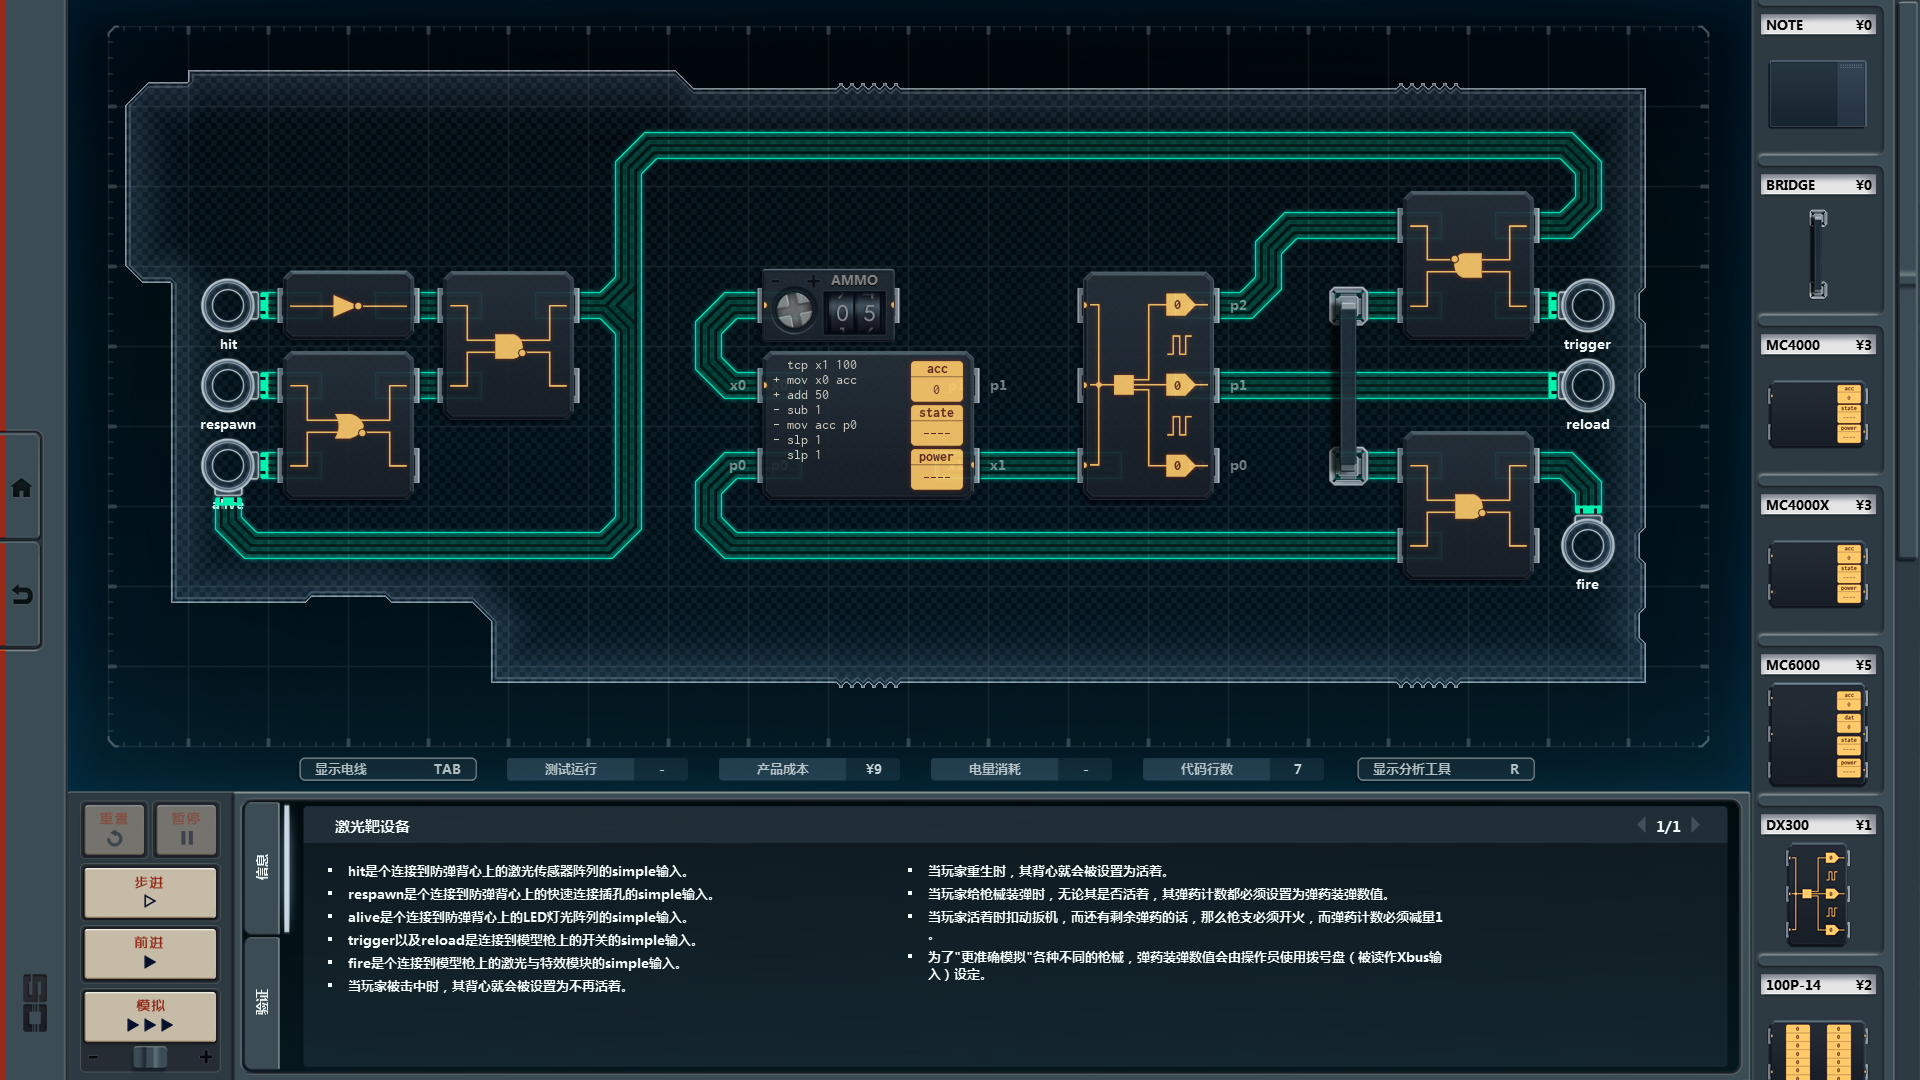 NOTE ¥0
BRIDGE ¥0
MC4000 ¥3
acc
0
state
----
power
----
MC4000X ¥3
acc
0
state
----
power
----
MC6000 ¥5
acc
0
dat
0
state
----
power
----
DX300 ¥1
0
0
0
100P-14 ¥2
hit
respawn
alive
- + AMMO
0 5
x0
p0
p1
x1
tcp x1 100
+ mov x0 acc
+ add 50
- sub 1
- mov acc p0
- slp 1
slp 1
acc
0
state
----
power
----
0
0
0
p2
p1
p0
trigger
reload
fire
显示电线 TAB
测试运行 -
产品成本 ¥9
电量消耗 -
代码行数 7
显示分析工具 R
重置
暂停
步进
前进
模拟
- +
信息
验证
激光靶设备
1/1
▪ hit是个连接到防弹背心上的激光传感器阵列的simple输入。
▪ respawn是个连接到防弹背心上的快速连接插孔的simple输入。
▪ alive是个连接到防弹背心上的LED灯光阵列的simple输入。
▪ trigger以及reload是连接到模型枪上的开关的simple输入。
▪ fire是个连接到模型枪上的激光与特效模块的simple输入。
▪ 当玩家被击中时，其背心就会被设置为不再活着。
▪ 当玩家重生时，其背心就会被设置为活着。
▪ 当玩家给枪械装弹时，无论其是否活着，其弹药计数都必须设置为弹药装弹数值。
▪ 当玩家活着时扣动扳机，而还有剩余弹药的话，那么枪支必须开火，而弹药计数必须减量1
。
▪ 为了"更准确模拟"各种不同的枪械，弹药装弹数值会由操作员使用拨号盘（被读作Xbus输
入）设定。